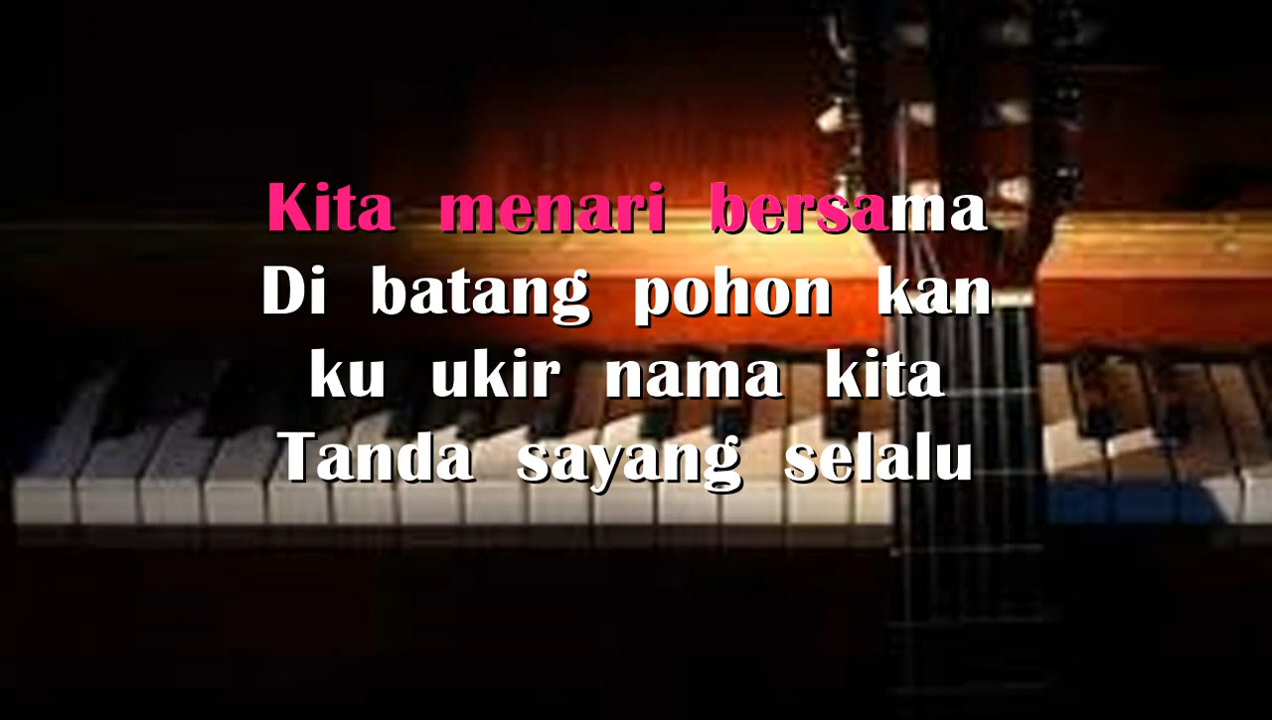 Kita menari bersama
Di batang pohon kan
ku ukir nama kita
Tanda sayang selalu